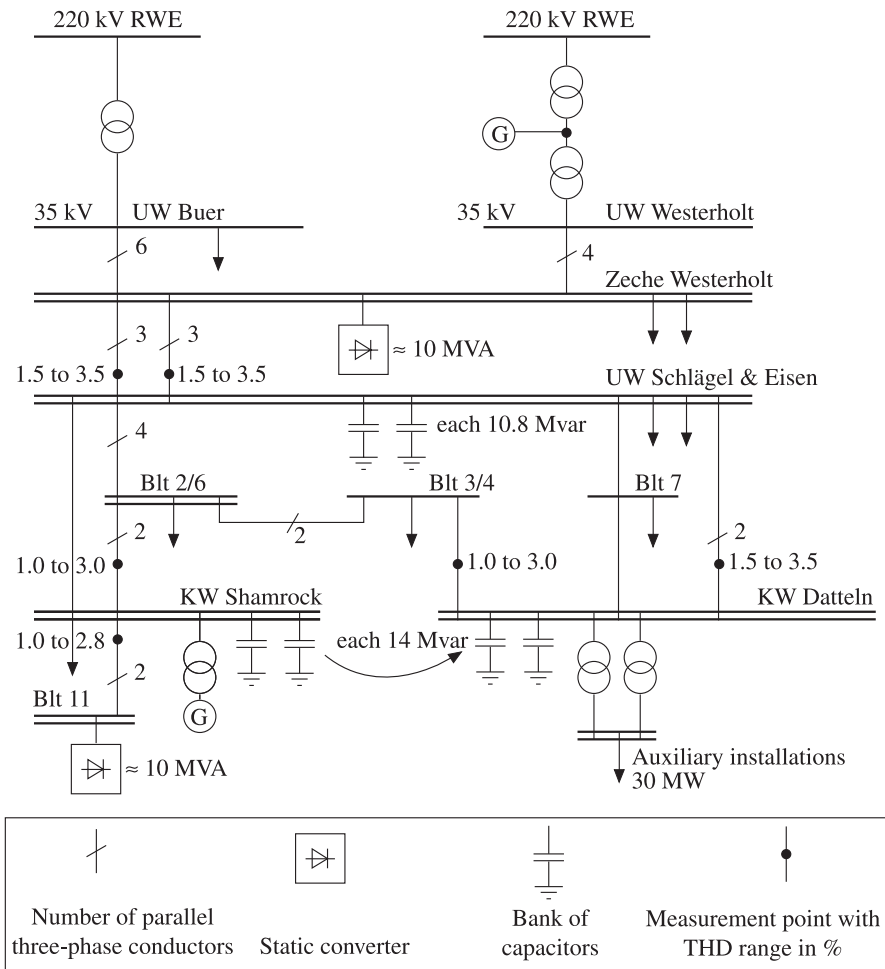 220 kV RWE
220 kV RWE
G
35 kV
UW Buer
35 kV
UW Westerholt
6
4
Zeche Westerholt
3
3
≈ 10 MVA
1.5 to 3.5
1.5 to 3.5
UW Schlägel & Eisen
each 10.8 Mvar
4
Blt 2/6
Blt 3/4
Blt 7
2
2
2
1.0 to 3.0
1.0 to 3.0
1.5 to 3.5
KW Shamrock
KW Datteln
1.0 to 2.8
each 14 Mvar
2
Blt 11
G
≈ 10 MVA
Auxiliary installations
30 MW
Number of parallel
three-phase conductors
Static converter
Bank of
capacitors
Measurement point with
THD range in %